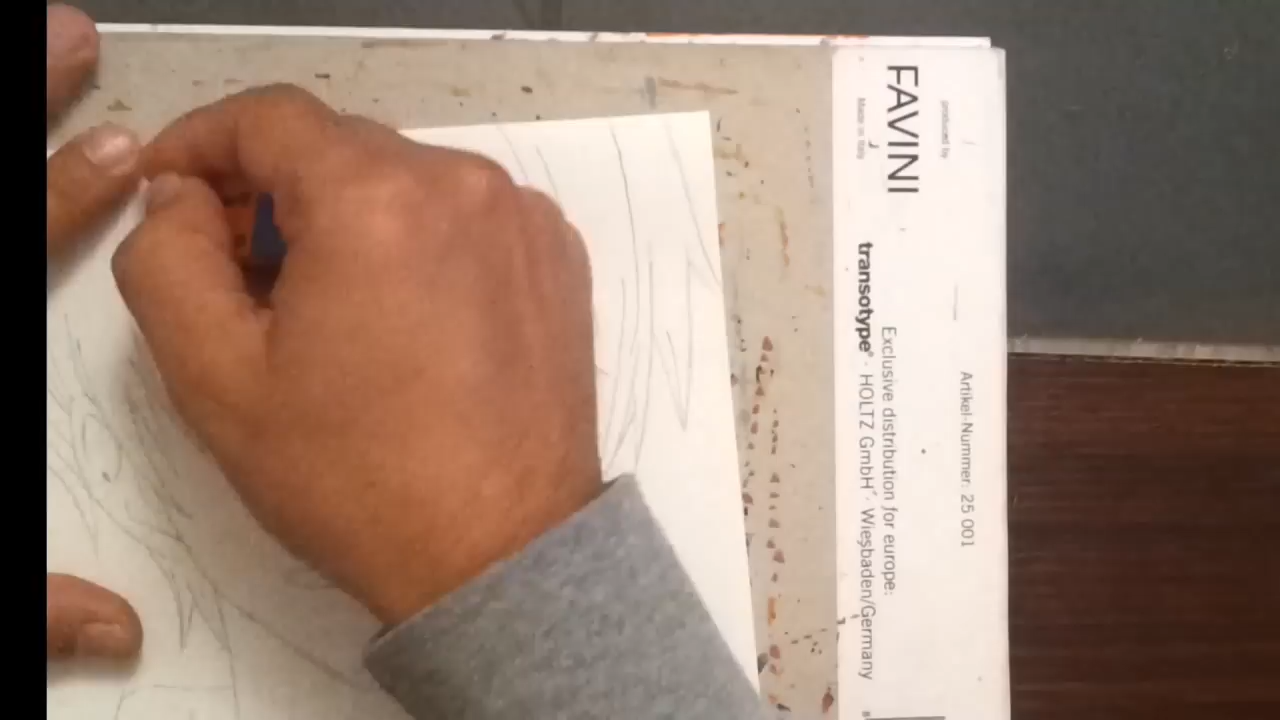 produced by
FAVINI
Made in Italy
Artikel-Nummer: 25 001
Exclusive distribution for europe:
transotype® · HOLTZ GmbH · Wiesbaden/Germany